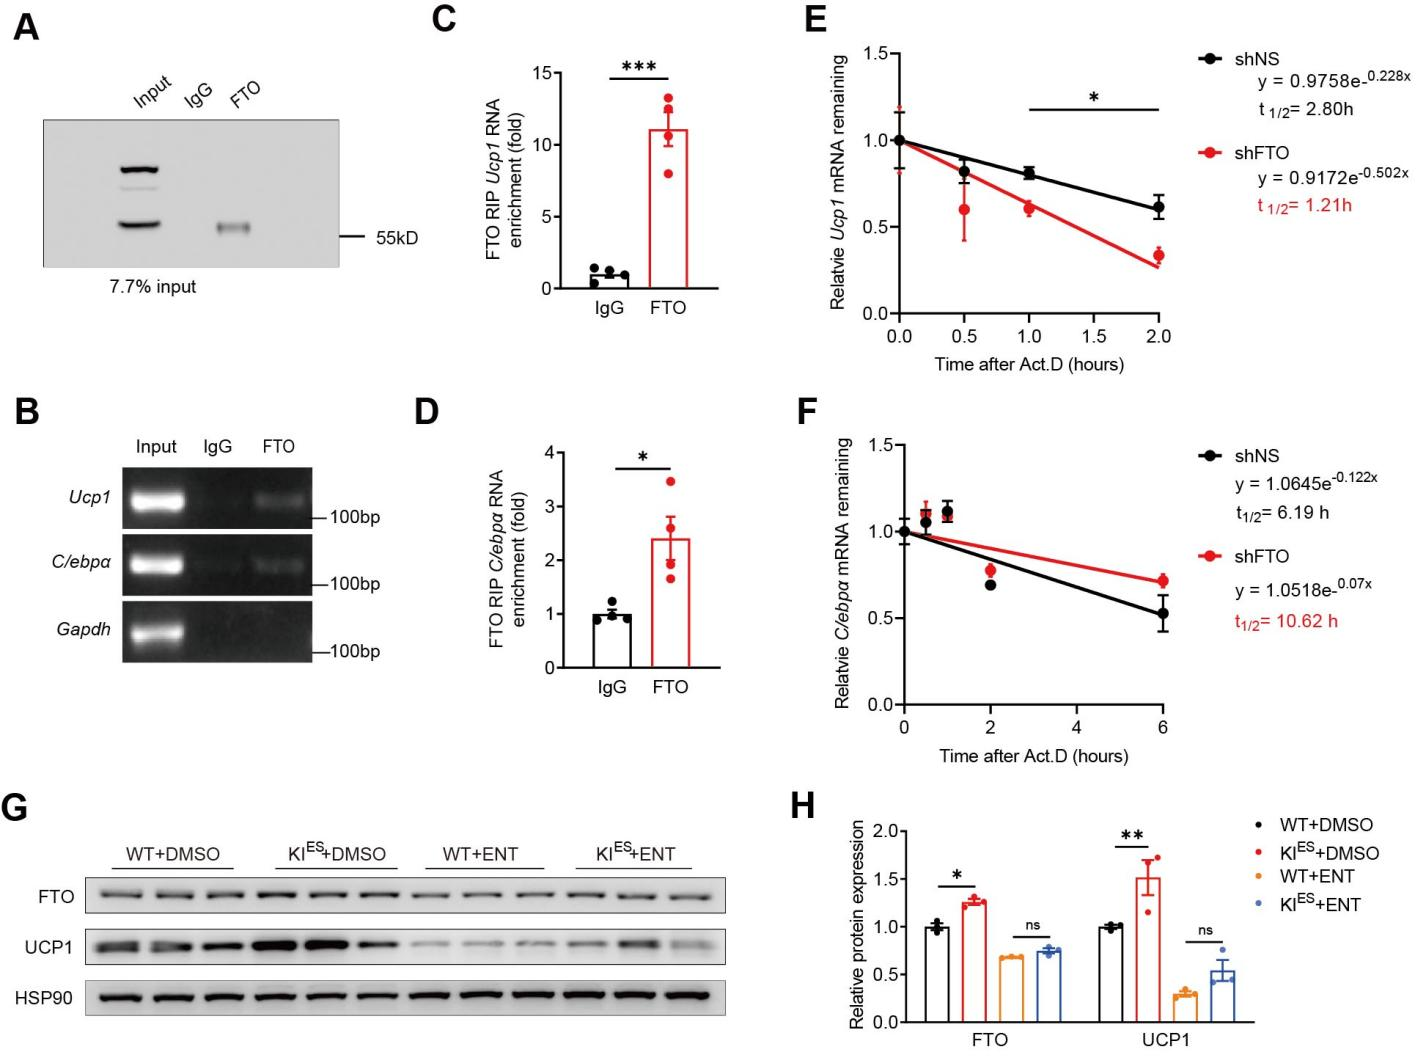 A
Input
IgG
FTO
55kD
7.7% input
B
Input IgG FTO
Ucp1
100bp
C/ebpα
100bp
Gapdh
100bp
C
FTO RIP Ucp1 RNA
enrichment (fold)
15
10
5
0
***
IgG FTO
D
FTO RIP C/ebpα RNA
enrichment (fold)
4
3
2
1
0
*
IgG FTO
E
Relatvie Ucp1 mRNA remaining
1.5
1.0
0.5
0.0
*
0.0 0.5 1.0 1.5 2.0
Time after Act.D (hours)
shNS
y = 0.9758e-0.228x
t 1/2= 2.80h
shFTO
y = 0.9172e-0.502x
t 1/2= 1.21h
F
Relatvie C/ebpα mRNA remaining
1.5
1.0
0.5
0.0
0 2 4 6
Time after Act.D (hours)
shNS
y = 1.0645e-0.122x
t1/2= 6.19 h
shFTO
y = 1.0518e-0.07x
t1/2= 10.62 h
G
WT+DMSO KIES+DMSO WT+ENT KIES+ENT
FTO
UCP1
HSP90
H
Relative protein expression
2.0
1.5
1.0
0.5
0.0
*
ns
**
ns
FTO UCP1
WT+DMSO
KIES+DMSO
WT+ENT
KIES+ENT